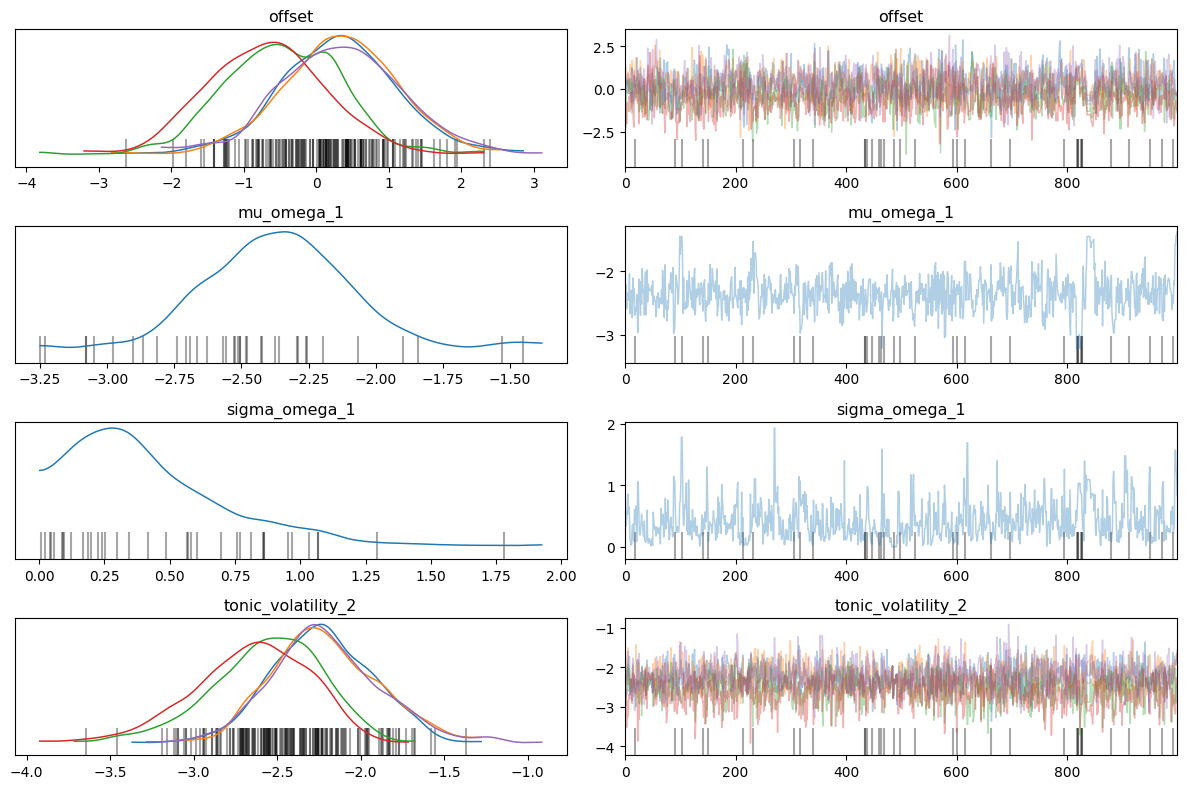 offset
offset
−4 −3 −2 −1 0 1 2 3
2.5
0.0
−2.5
0 200 400 600 800
mu_omega_1
mu_omega_1
−3.25 −3.00 −2.75 −2.50 −2.25 −2.00 −1.75 −1.50
−2
−3
0 200 400 600 800
sigma_omega_1
sigma_omega_1
0.00 0.25 0.50 0.75 1.00 1.25 1.50 1.75 2.00
2
1
0
0 200 400 600 800
tonic_volatility_2
tonic_volatility_2
−4.0 −3.5 −3.0 −2.5 −2.0 −1.5 −1.0
−1
−2
−3
−4
0 200 400 600 800